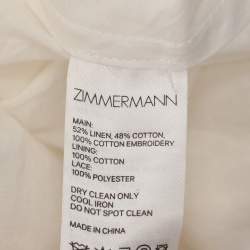 ZIMMERMANN
MAIN:
52% LINEN, 48% COTTON,
100% COTTON EMBROIDERY
LINING:
100% COTTON
LACE:
100% POLYESTER
DRY CLEAN ONLY
COOL IRON
DO NOT SPOT CLEAN
MADE IN CHINA